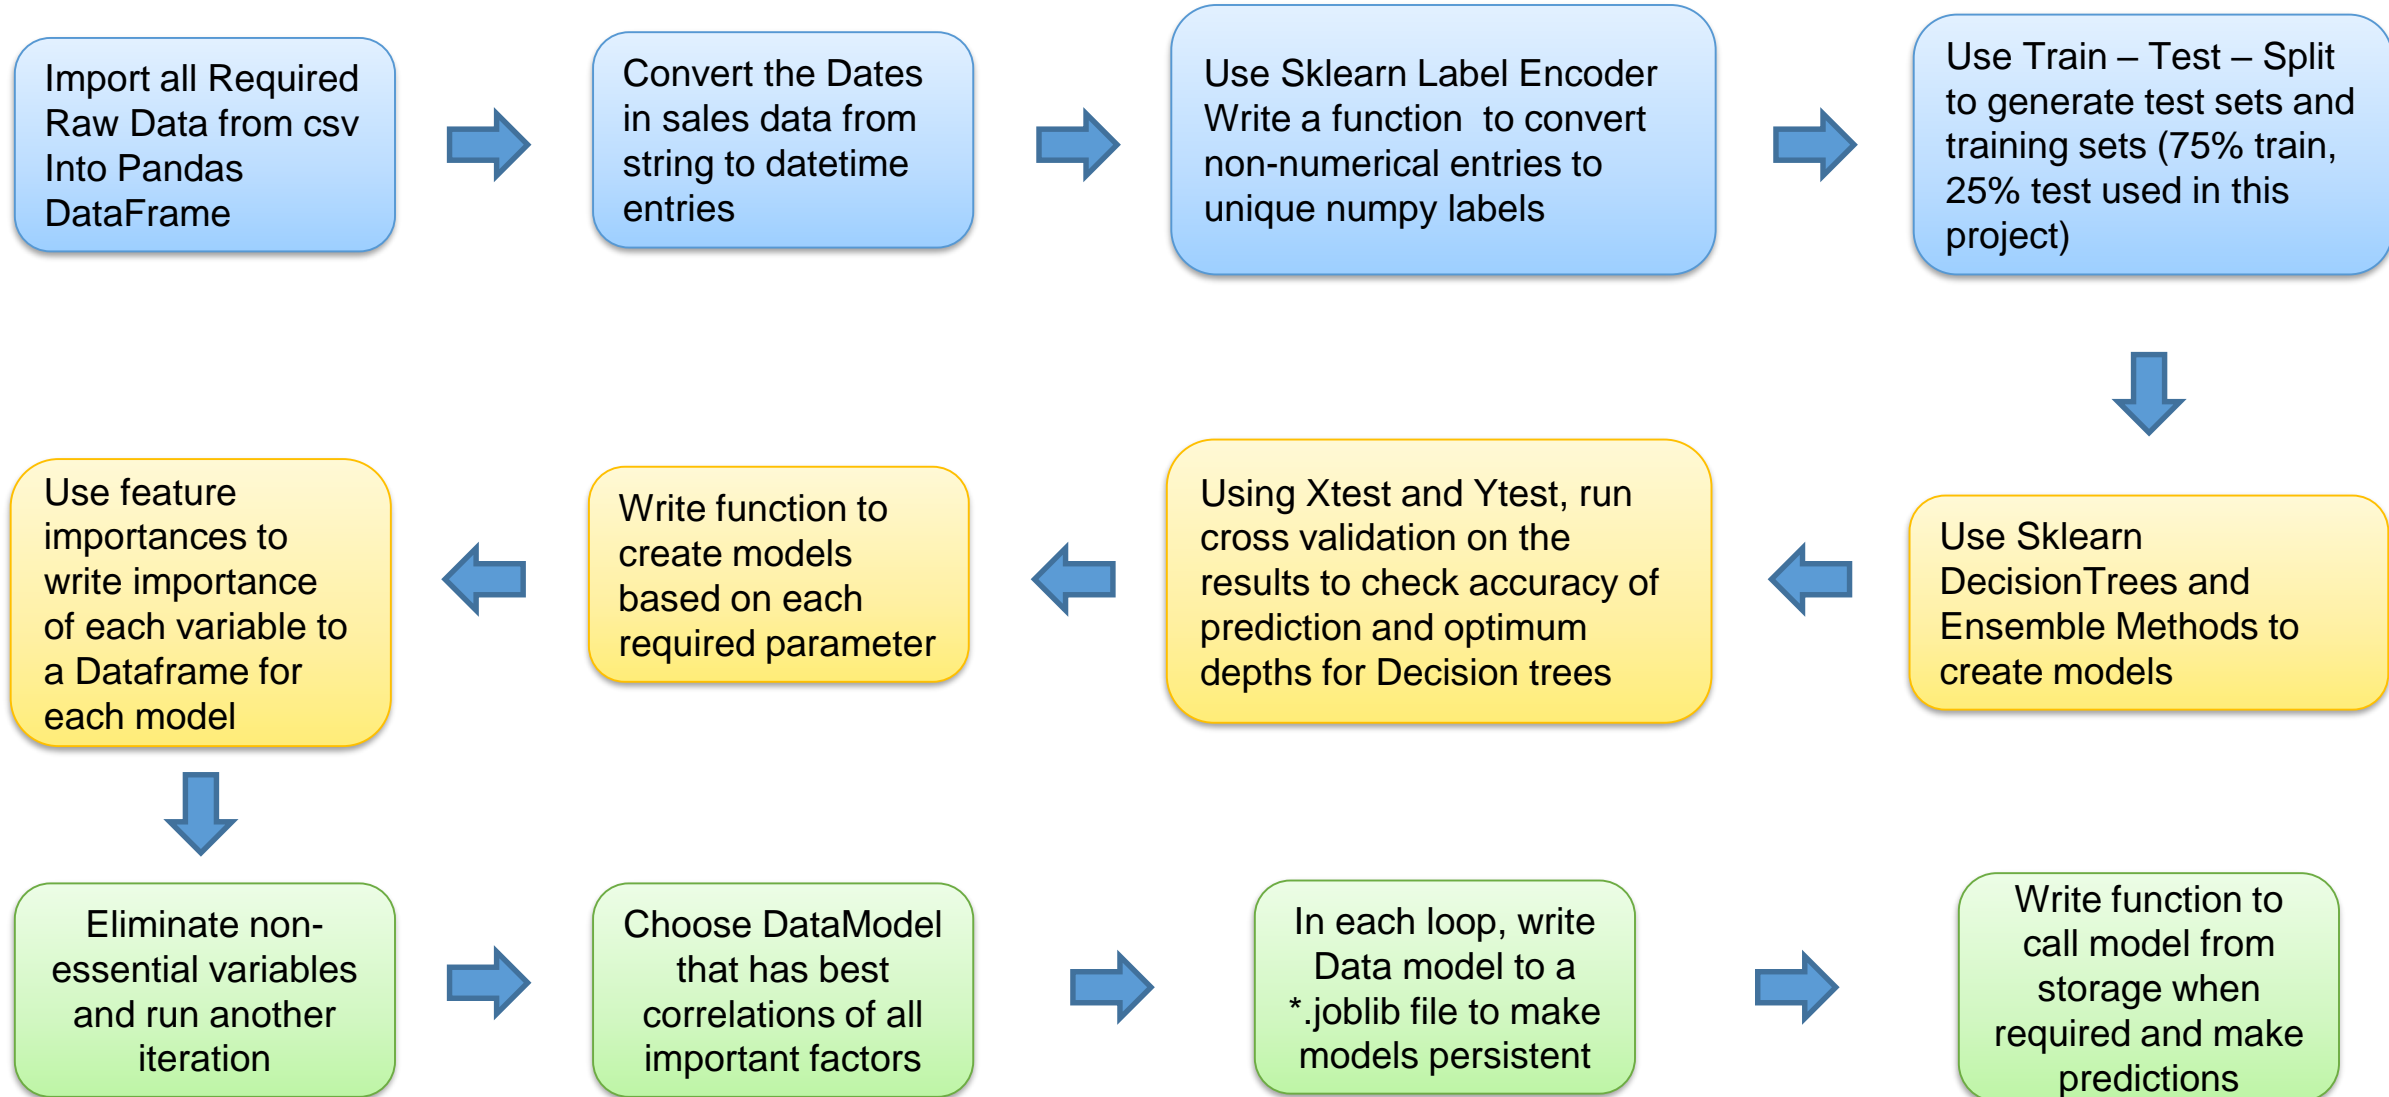 Import all Required
Raw Data from csv
Into Pandas
DataFrame
Convert the Dates
in sales data from
string to datetime
entries
Use Sklearn Label Encoder
Write a function  to convert
non-numerical entries to
unique numpy labels
Use Train – Test – Split
to generate test sets and
training sets (75% train,
25% test used in this
project)
Use Sklearn
DecisionTrees and
Ensemble Methods to
create models
Using Xtest and Ytest, run
cross validation on the
results to check accuracy of
prediction and optimum
depths for Decision trees
Write function to
create models
based on each
required parameter
Use feature
importances to
write importance
of each variable to
a Dataframe for
each model
Eliminate non-
essential variables
and run another
iteration
Choose DataModel
that has best
correlations of all
important factors
In each loop, write
Data model to a
*.joblib file to make
models persistent
Write function to
call model from
storage when
required and make
predictions